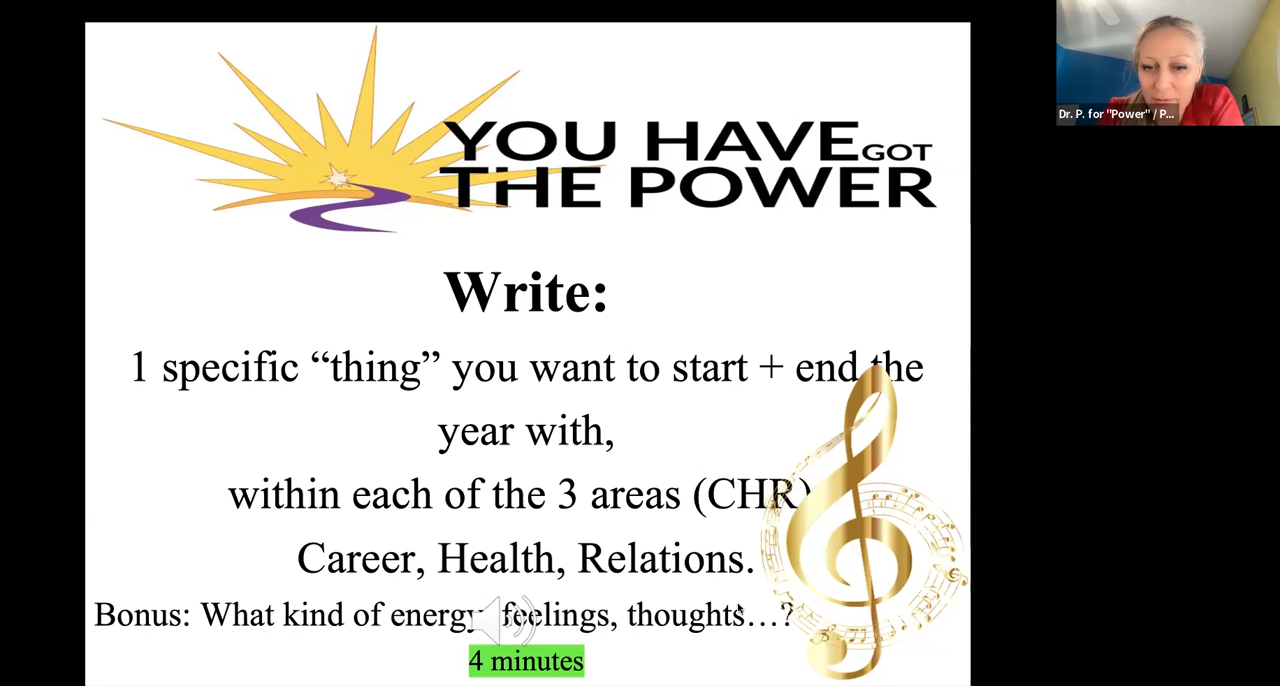 YOU HAVE GOT
THE POWER
Write:
1 specific “thing” you want to start + end the
year with,
within each of the 3 areas (CHR)
Career, Health, Relations.
Bonus: What kind of energy, feelings, thoughts…?
4 minutes
Dr. P. for "Power" / P...